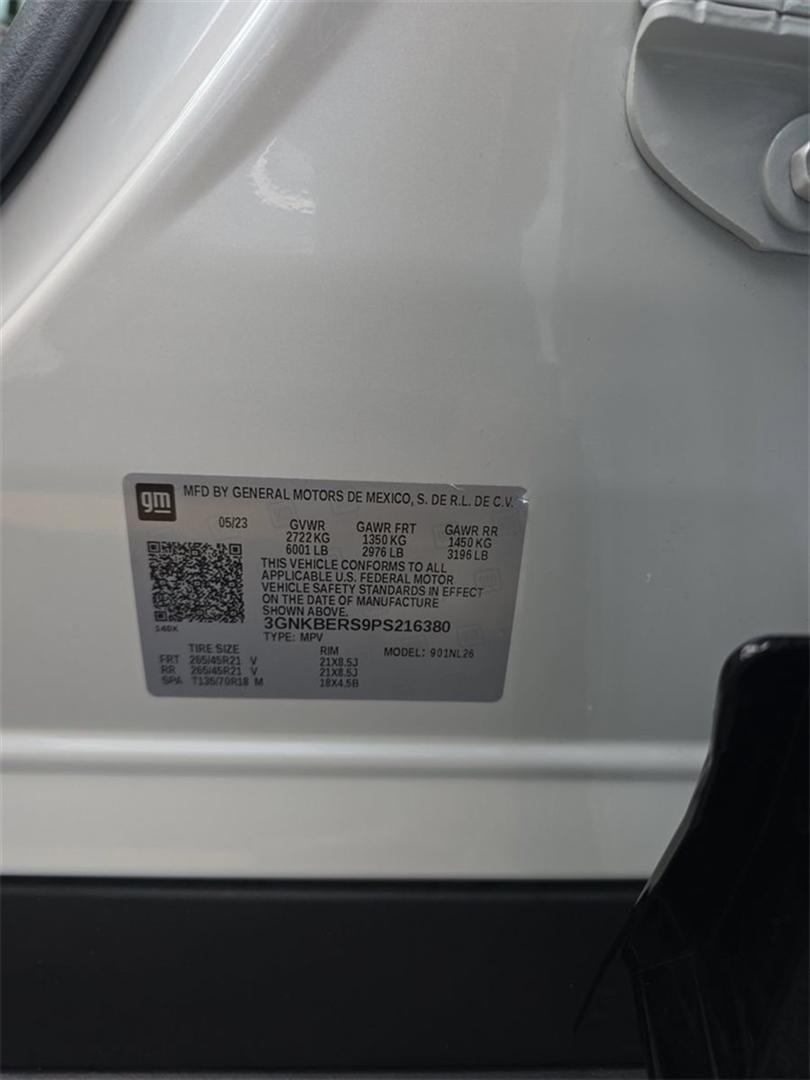 gm MFD BY GENERAL MOTORS DE MEXICO, S. DE R.L. DE C.V.
05/23 GVWR GAWR FRT GAWR RR
2722 KG 1350 KG 1450 KG
6001 LB 2976 LB 3196 LB
THIS VEHICLE CONFORMS TO ALL
APPLICABLE U.S. FEDERAL MOTOR
VEHICLE SAFETY STANDARDS IN EFFECT
ON THE DATE OF MANUFACTURE
SHOWN ABOVE.
140X
3GNKBERS9PS216380
TYPE: MPV MODEL: 901NL26
TIRE SIZE RIM
FRT 265/45R21 V 21X8.5J
RR 265/45R21 V 21X8.5J
SPA T135/70R18 M 18X4.5B